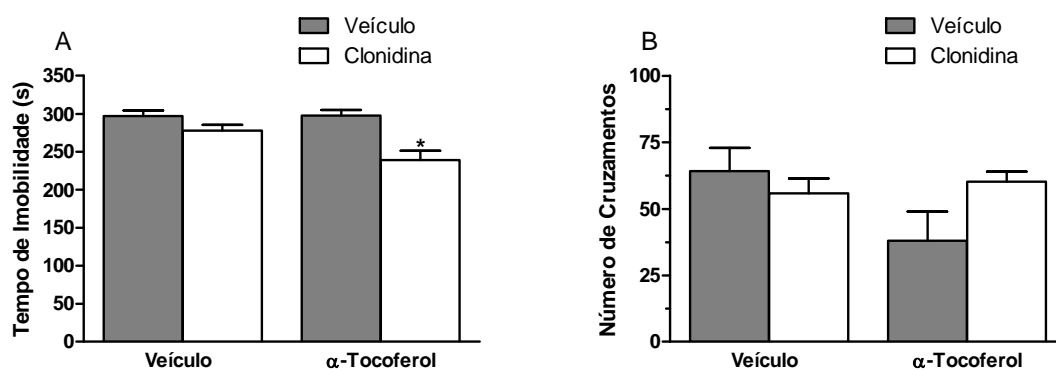 A
Veículo
Clonidina
Tempo de Imobilidade (s)
350
300
250
200
150
100
50
0
*
Veículo
α-Tocoferol
B
Veículo
Clonidina
Número de Cruzamentos
100
75
50
25
0
Veículo
α-Tocoferol